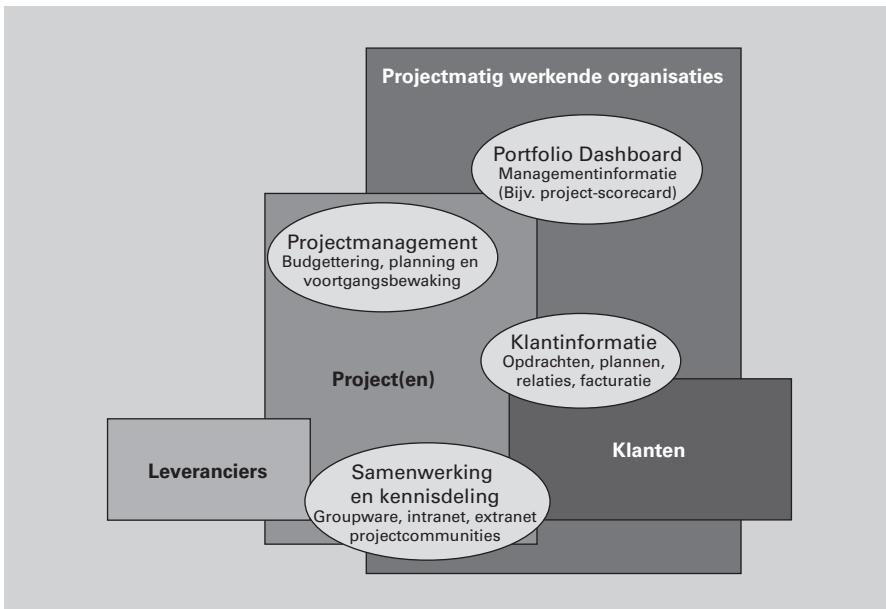 Projectmatig werkende organisaties
Portfolio Dashboard
Managementinformatie
(Bijv. project-scorecard)
Projectmanagement
Budgettering, planning en
voortgangsbewaking
Klantinformatie
Opdrachten, plannen,
relaties, facturatie
Project(en)
Klanten
Leveranciers
Samenwerking
en kennisdeling
Groupware, intranet, extranet
projectcommunities